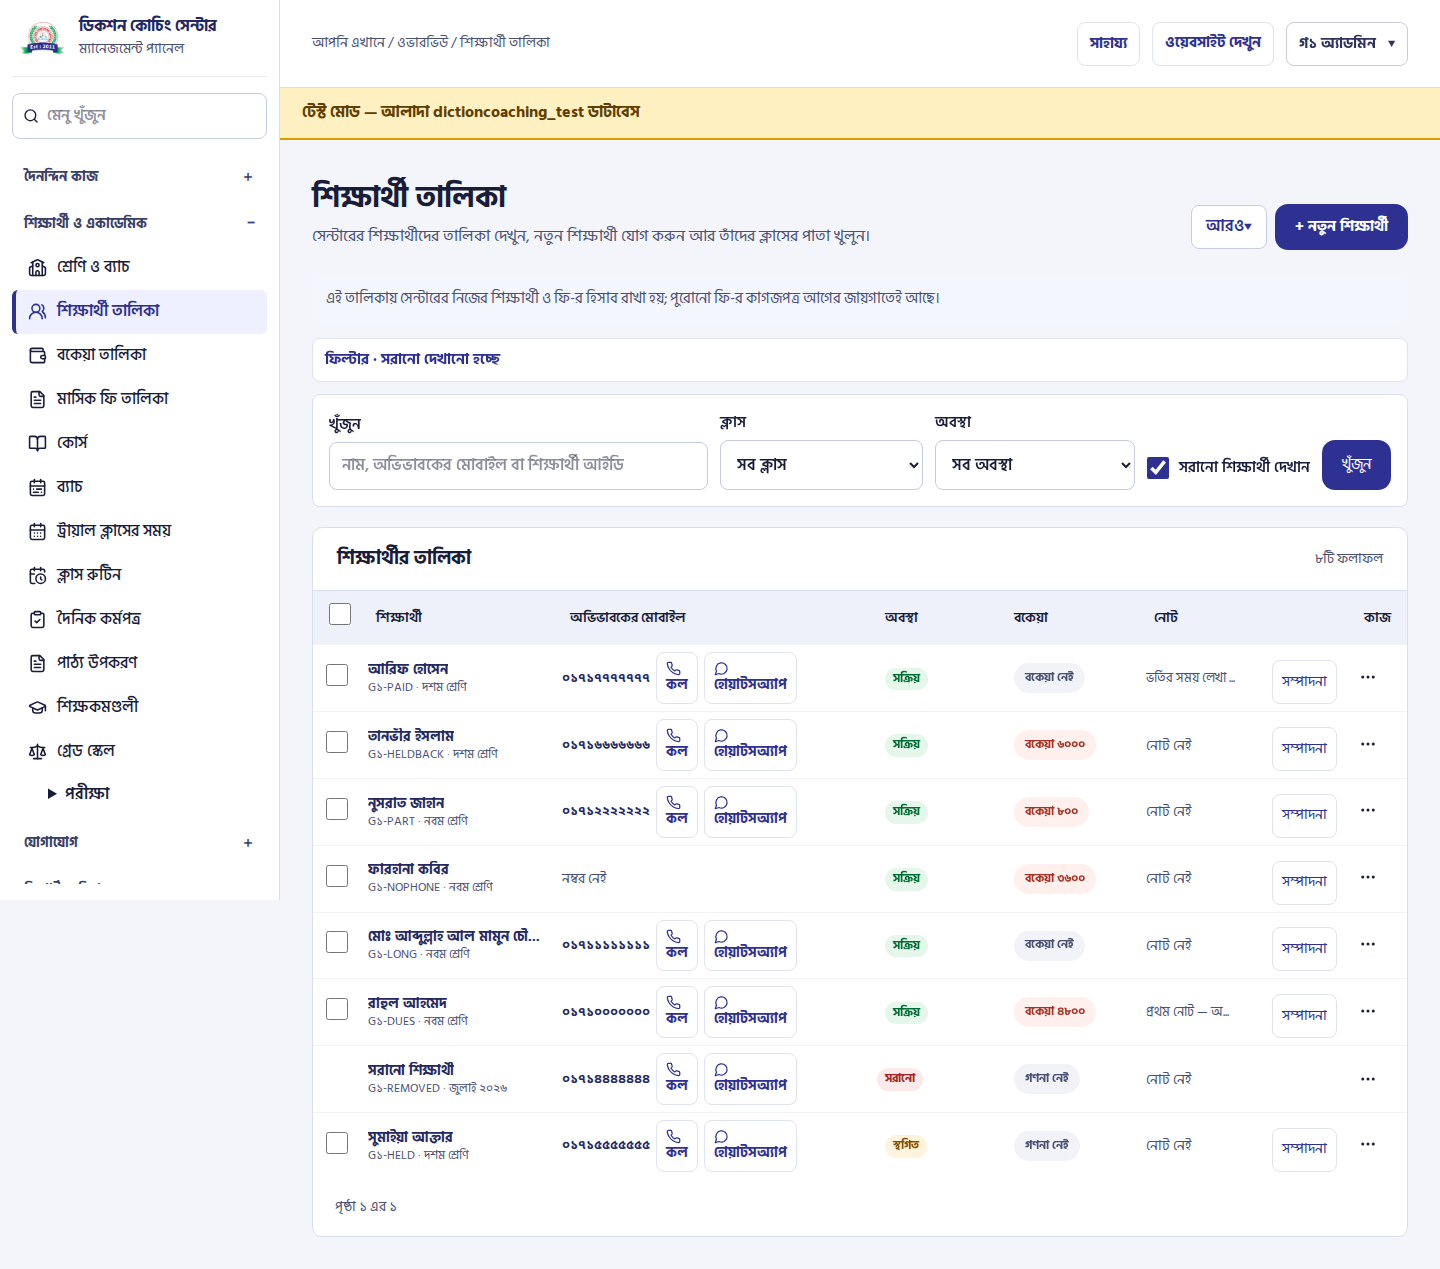 ডিকশন কোচিং সেন্টার
ম্যানেজমেন্ট প্যানেল
Est : 2011
মেনু খুঁজুন
দৈনন্দিন কাজ +
শিক্ষার্থী ও একাডেমিক −
শ্রেণি ও ব্যাচ
শিক্ষার্থী তালিকা
বকেয়া তালিকা
মাসিক ফি তালিকা
কোর্স
ব্যাচ
ট্রায়াল ক্লাসের সময়
ক্লাস রুটিন
দৈনিক কর্মপত্র
পাঠ্য উপকরণ
শিক্ষকমণ্ডলী
গ্রেড স্কেল
▶ পরীক্ষা
যোগাযোগ +
আপনি এখানে / ওভারভিউ / শিক্ষার্থী তালিকা
সাহায্য
ওয়েবসাইট দেখুন
গ১ অ্যাডমিন ▾
টেস্ট মোড — আলাদা dictioncoaching_test ডাটাবেস
শিক্ষার্থী তালিকা
সেন্টারের শিক্ষার্থীদের তালিকা দেখুন, নতুন শিক্ষার্থী যোগ করুন আর তাঁদের ক্লাসের পাতা খুলুন।
আরও▾
+ নতুন শিক্ষার্থী
এই তালিকায় সেন্টারের নিজের শিক্ষার্থী ও ফি-র হিসাব রাখা হয়; পুরোনো ফি-র কাগজপত্র আগের জায়গাতেই আছে।
ফিল্টার · সরানো দেখানো হচ্ছে
খুঁজুন ক্লাস অবস্থা
নাম, অভিভাবকের মোবাইল বা শিক্ষার্থী আইডি সব ক্লাস সব অবস্থা সরানো শিক্ষার্থী দেখান খুঁজুন
শিক্ষার্থীর তালিকা ৮টি ফলাফল
শিক্ষার্থী অভিভাবকের মোবাইল অবস্থা বকেয়া নোট কাজ
আরিফ হোসেন
G১-PAID · দশম শ্রেণি
০১৭১৭৭৭৭৭৭৭ কল হোয়াটসঅ্যাপ সক্রিয় বকেয়া নেই ভর্তির সময় লেখা ... সম্পাদনা ···
তানভীর ইসলাম
G১-HELDBACK · দশম শ্রেণি
০১৭১৬৬৬৬৬৬৬ কল হোয়াটসঅ্যাপ সক্রিয় বকেয়া ৬০০০ নোট নেই সম্পাদনা ···
নুসরাত জাহান
G১-PART · নবম শ্রেণি
০১৭১২২২২২২২ কল হোয়াটসঅ্যাপ সক্রিয় বকেয়া ৮০০ নোট নেই সম্পাদনা ···
ফারহানা কবির
G১-NOPHONE · নবম শ্রেণি
নম্বর নেই সক্রিয় বকেয়া ৩৬০০ নোট নেই সম্পাদনা ···
মোঃ আব্দুল্লাহ আল মামুন চৌ...
G১-LONG · নবম শ্রেণি
০১৭১১১১১১১১ কল হোয়াটসঅ্যাপ সক্রিয় বকেয়া নেই নোট নেই সম্পাদনা ···
রাহুল আহমেদ
G১-DUES · নবম শ্রেণি
০১৭১০০০০০০০ কল হোয়াটসঅ্যাপ সক্রিয় বকেয়া ৪৮০০ প্রথম নোট — অ... সম্পাদনা ···
সরানো শিক্ষার্থী
G১-REMOVED · জুলাই ২০২৬
০১৭১৪৪৪৪৪৪৪ কল হোয়াটসঅ্যাপ সরানো গণনা নেই নোট নেই ···
সুমাইয়া আক্তার
G১-HELD · দশম শ্রেণি
০১৭১৫৫৫৫৫৫৫ কল হোয়াটসঅ্যাপ স্থগিত গণনা নেই নোট নেই সম্পাদনা ···
পৃষ্ঠা ১ এর ১